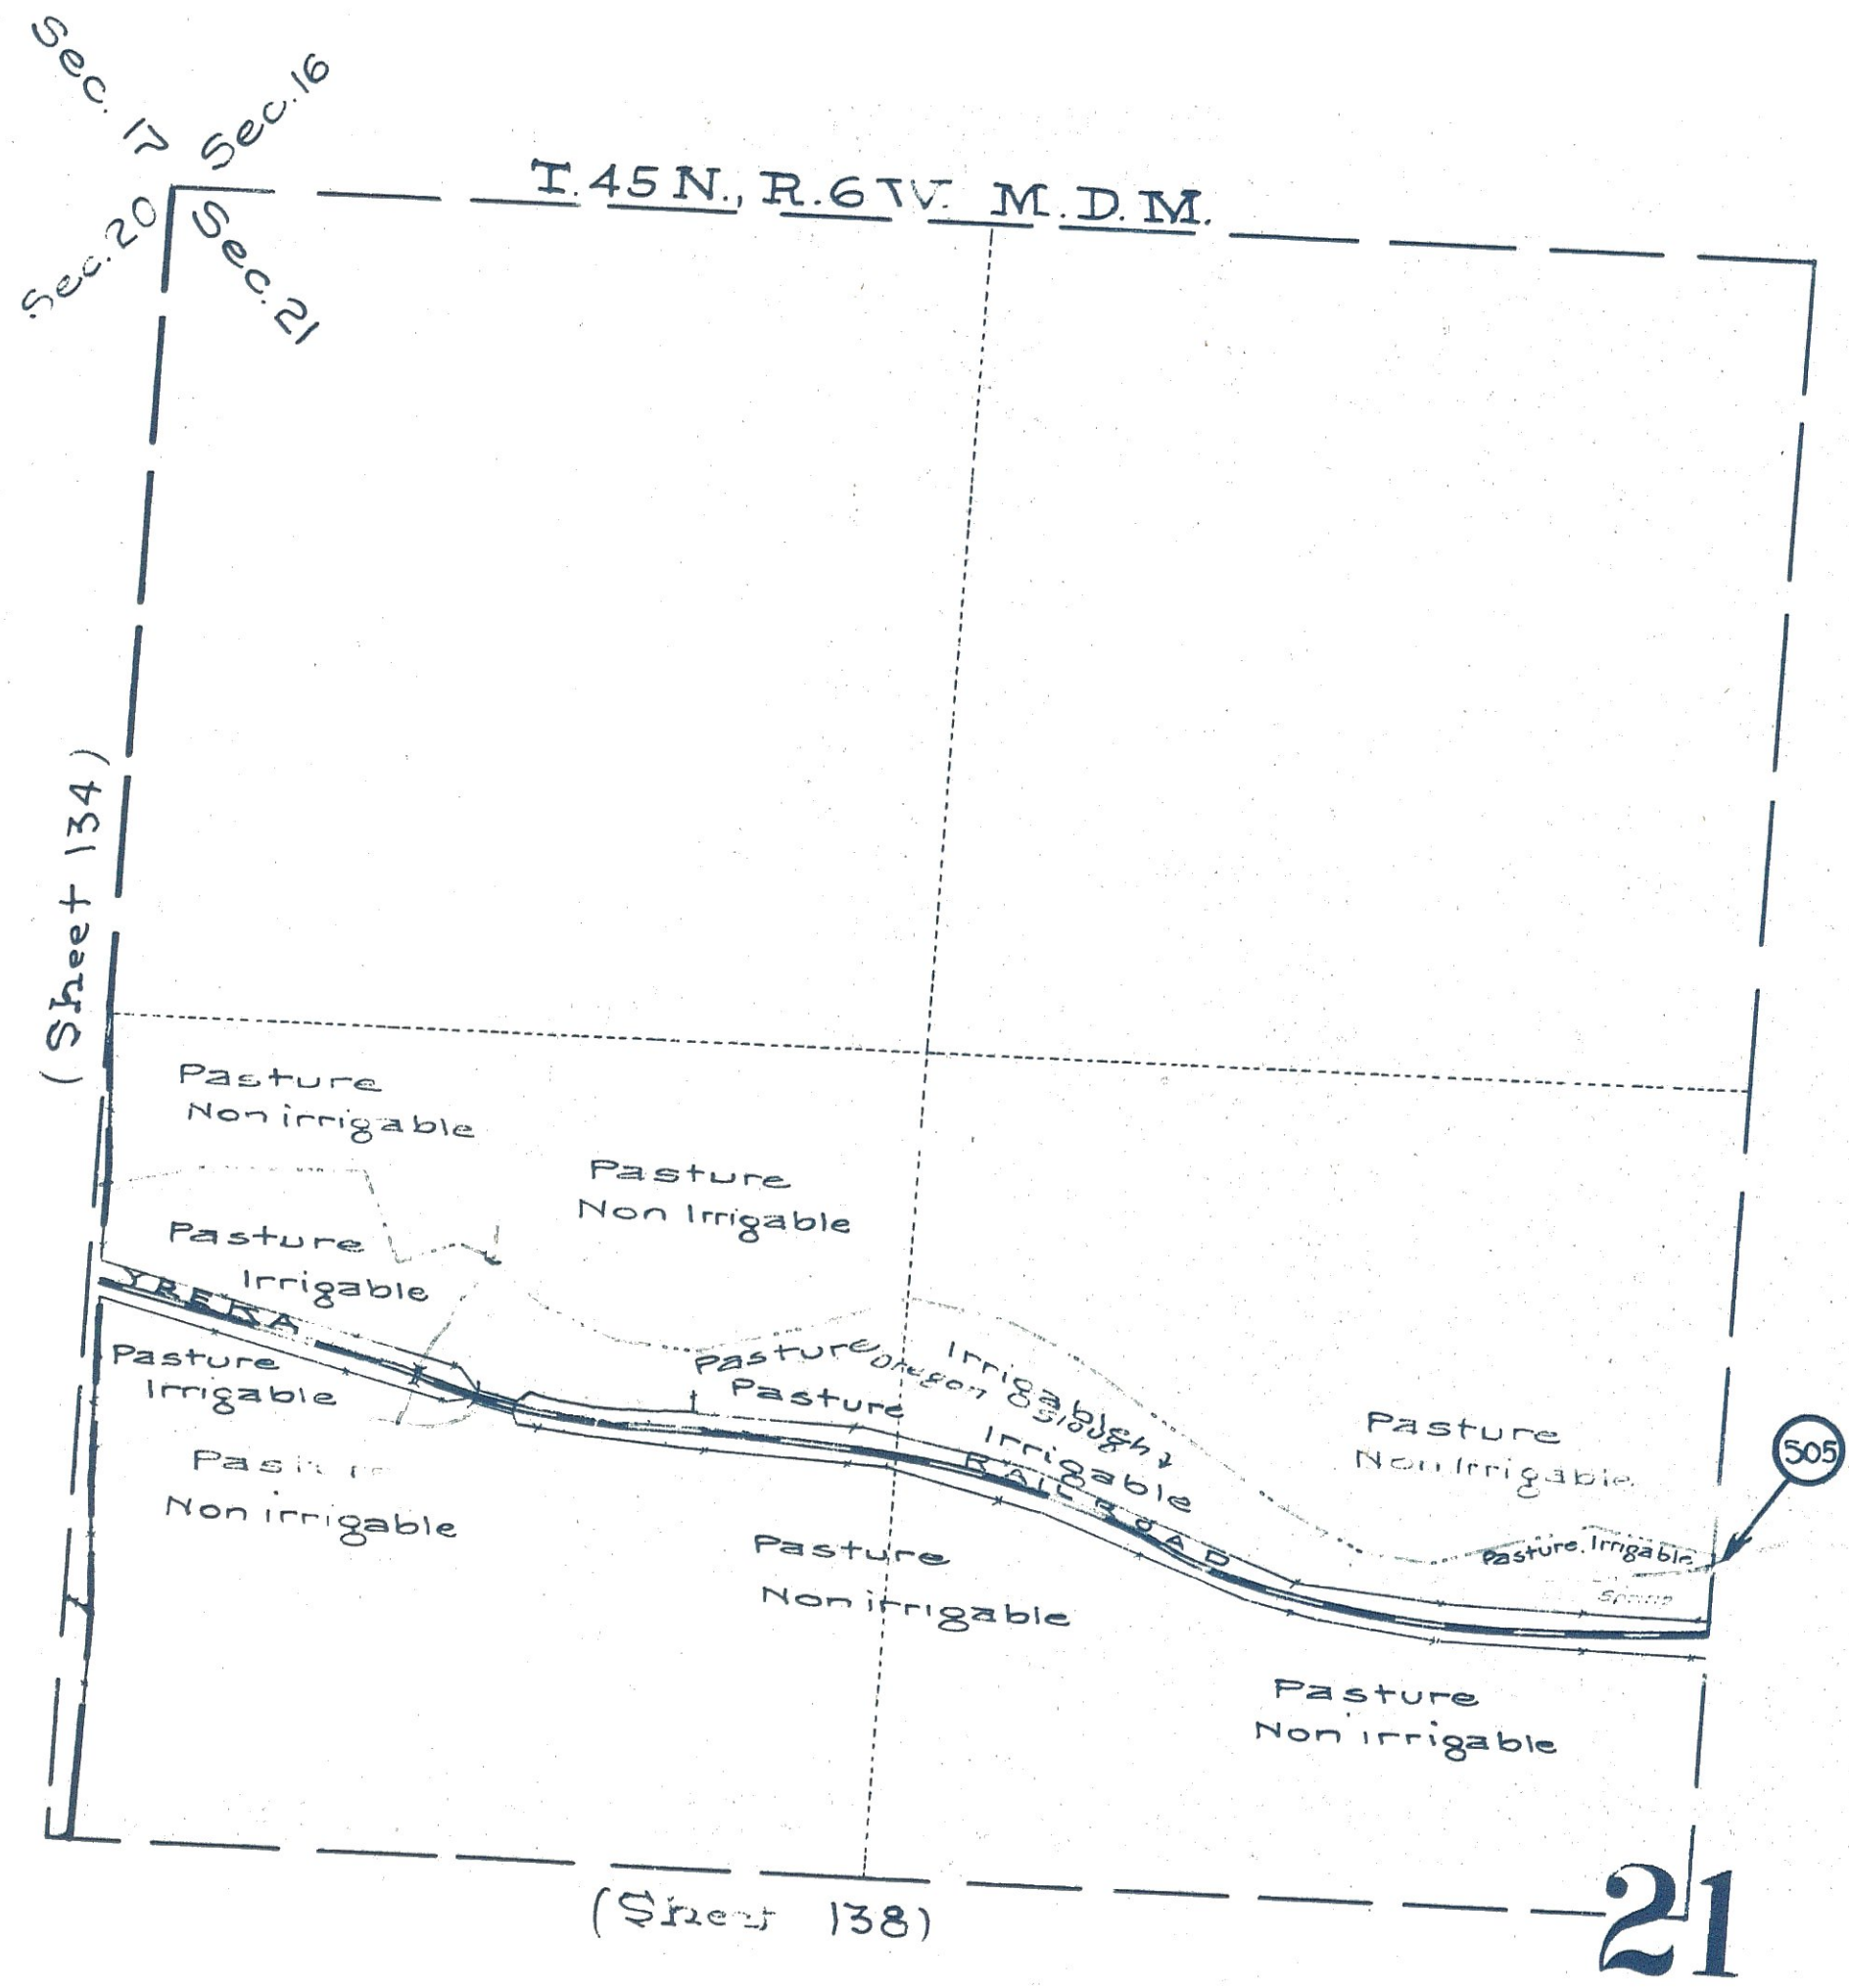 Sec. 17
Sec. 16
Sec. 20
Sec. 21
T. 45 N., R. 6 W. M. D. M.
(Sheet 134)
Pasture
Non irrigable
Pasture
Non Irrigable
Pasture
Irrigable
YREKA
Pasture
Irrigable
Pasture
Irrigable
Oregon Slough
Pasture
Irrigable
RAILROAD
Pasture
Non Irrigable
505
Pasture, Irrigable
Spring
Non irrigable
Pasture
Non irrigable
Pasture
Non irrigable
(Sheet 138)
21